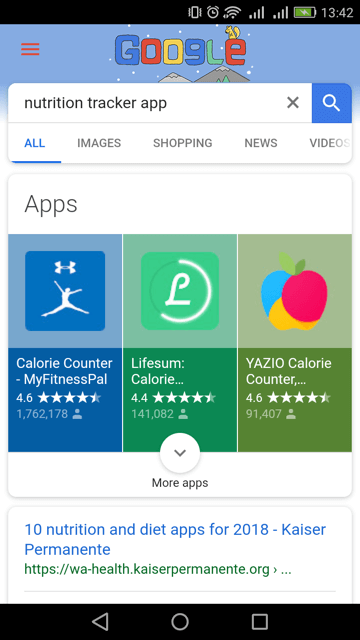 13:42
Google
nutrition tracker app
ALL IMAGES SHOPPING NEWS VIDEOS
Apps
Calorie Counter
- MyFitnessPal
4.6
1,762,178
Lifesum:
Calorie...
4.4
141,082
YAZIO Calorie
Counter,...
4.6
91,407
More apps
10 nutrition and diet apps for 2018 - Kaiser
Permanente
https://wa-health.kaiserpermanente.org › ...